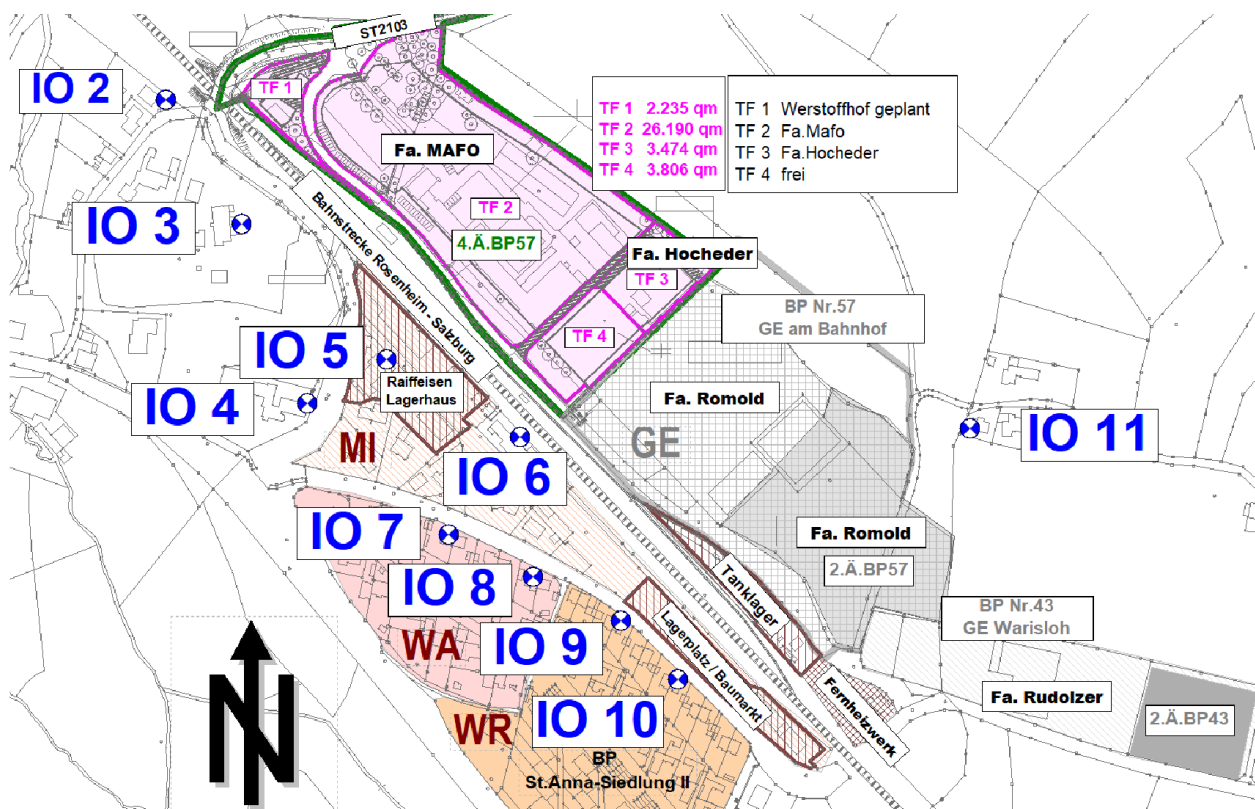 ST2103
IO 2
TF 1
TF 1 2.235 qm
TF 2 26.190 qm
TF 3 3.474 qm
TF 4 3.806 qm
TF 1 Werstoffhof geplant
TF 2 Fa.Mafo
TF 3 Fa.Hocheder
TF 4 frei
Fa. MAFO
IO 3
TF 2
4.Ä.BP57
Bahnstrecke Rosenheim - Salzburg
Fa. Hocheder
TF 3
BP Nr.57
GE am Bahnhof
TF 4
IO 5
Raiffeisen
Lagerhaus
IO 4
Fa. Romold
GE
IO 11
MI
IO 6
IO 7
Fa. Romold
2.Ä.BP57
IO 8
Tanklager
BP Nr.43
GE Warisloh
WA
IO 9
Lagerplatz / Baumarkt
N
WR
IO 10
Fernheizwerk
Fa. Rudolzer
2.Ä.BP43
BP
St.Anna-Siedlung II